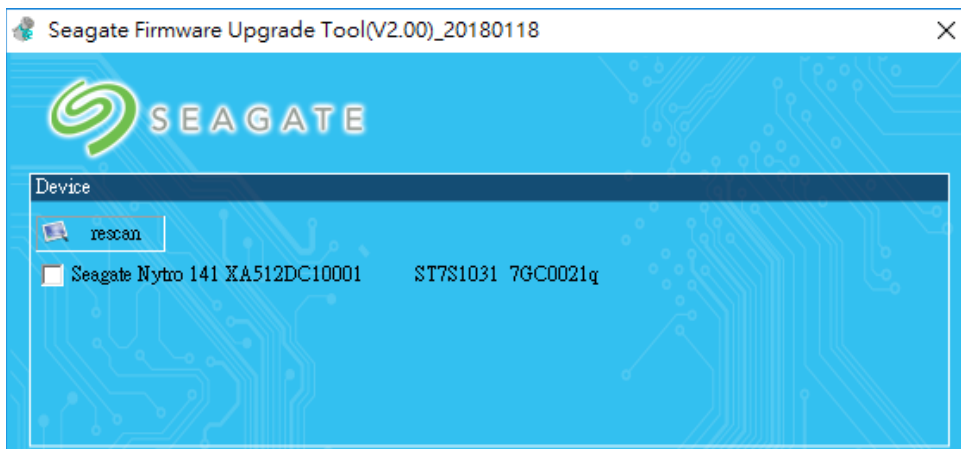 Seagate Firmware Upgrade Tool(V2.00)_20180118
SEAGATE
Device
rescan
Seagate Nytro 141 XA512DC10001 ST7S1031 7GC0021q